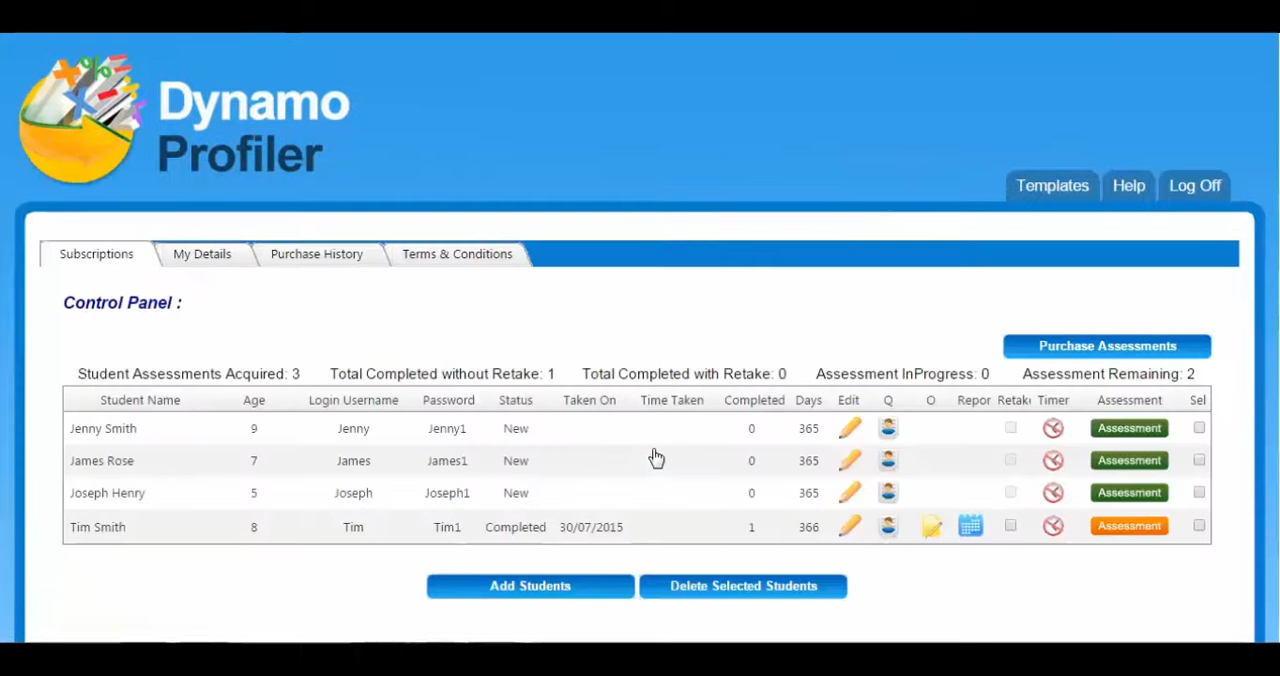 Dynamo
Profiler
Templates Help Log Off
Subscriptions My Details Purchase History Terms & Conditions
Control Panel :
Purchase Assessments
Student Assessments Acquired: 3 Total Completed without Retake: 1 Total Completed with Retake: 0 Assessment InProgress: 0 Assessment Remaining: 2
Student Name Age Login Username Password Status Taken On Time Taken Completed Days Edit Q O Repor Retake Timer Assessment Sel
Jenny Smith 9 Jenny Jenny1 New 0 365 Assessment
James Rose 7 James James1 New 0 365 Assessment
Joseph Henry 5 Joseph Joseph1 New 0 365 Assessment
Tim Smith 8 Tim Tim1 Completed 30/07/2015 1 366 Assessment
Add Students Delete Selected Students